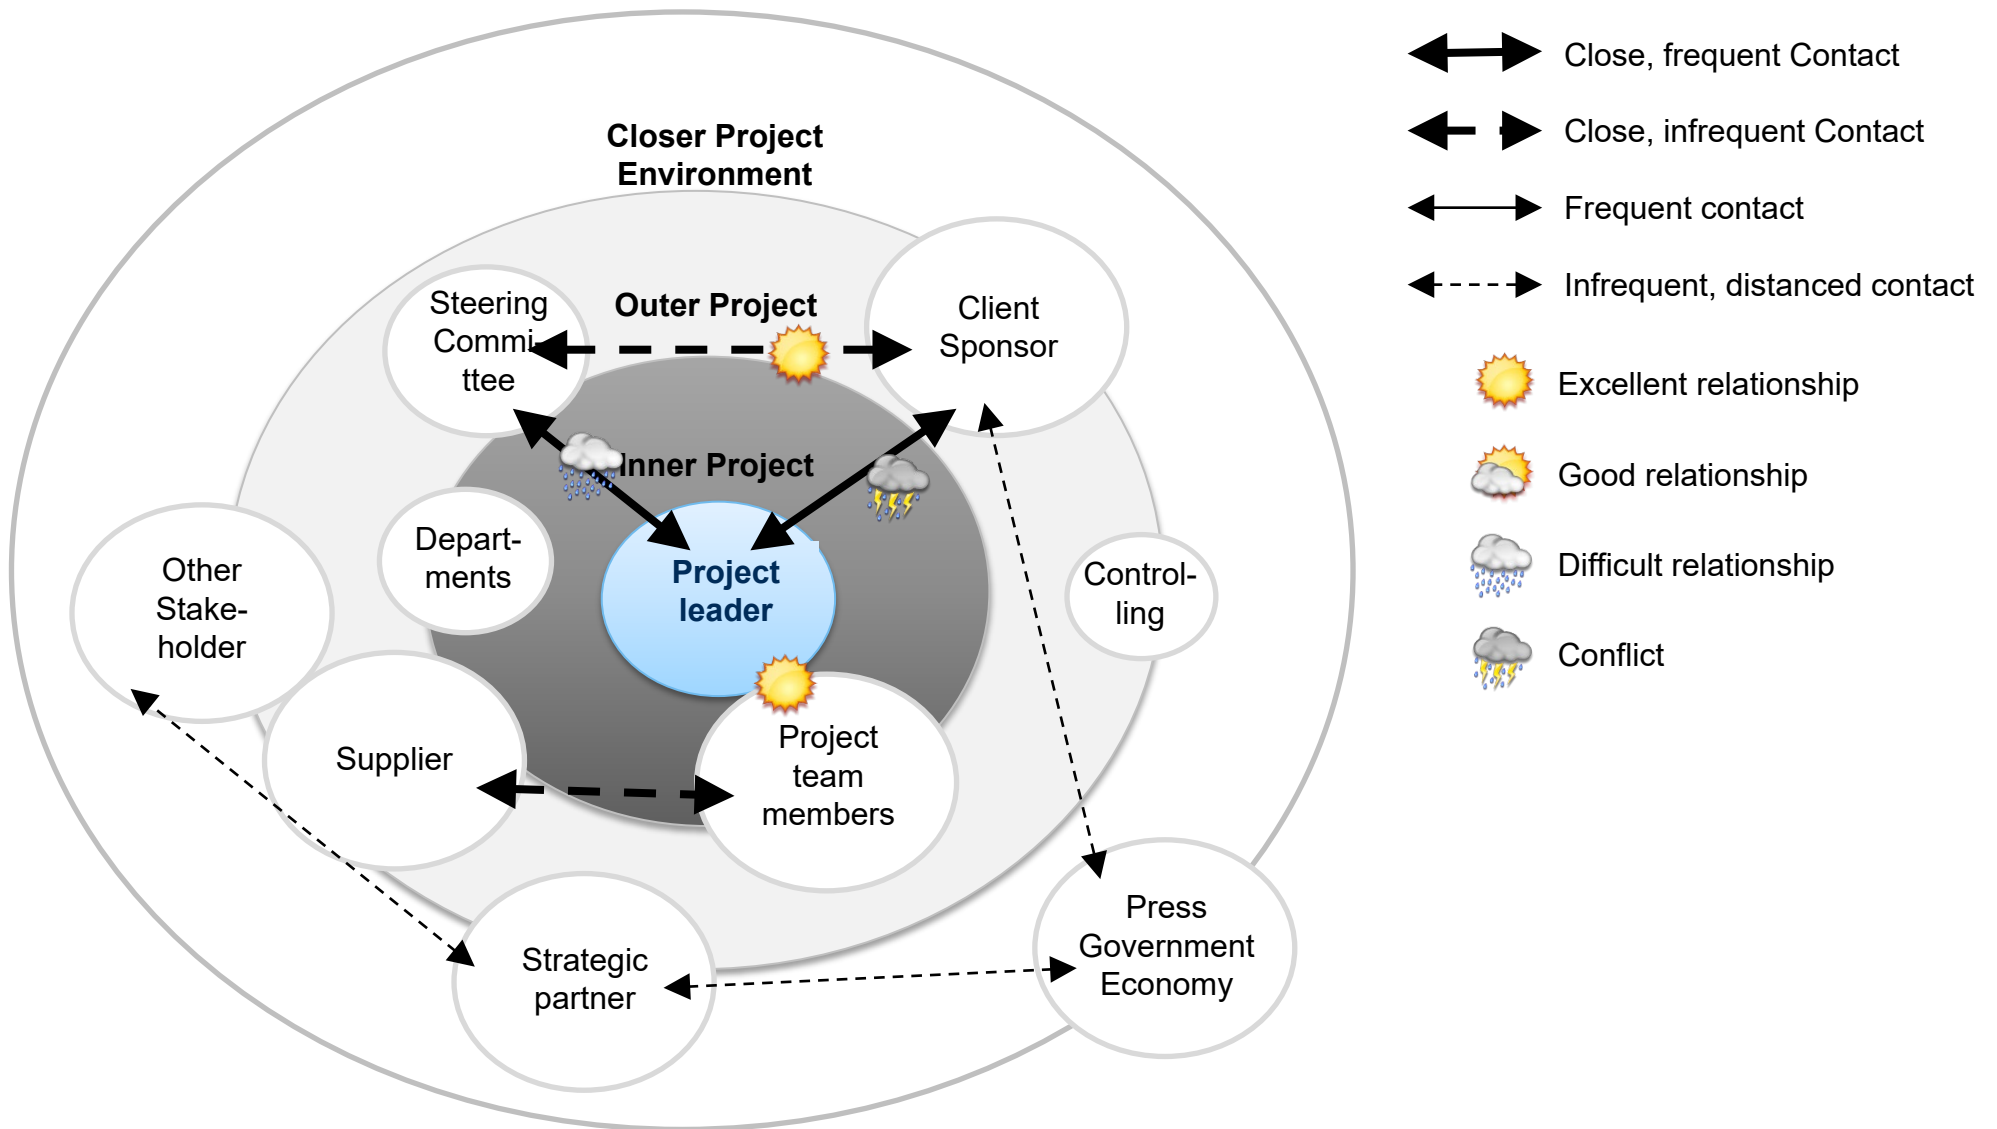 Closer Project
Environment
Outer Project
Inner Project
Steering
Commi-
ttee
Client
Sponsor
Depart-
ments
Project
leader
Control-
ling
Other
Stake-
holder
Supplier
Project
team
members
Strategic
partner
Press
Government
Economy
Close, frequent Contact
Close, infrequent Contact
Frequent contact
Infrequent, distanced contact
Excellent relationship
Good relationship
Difficult relationship
Conflict